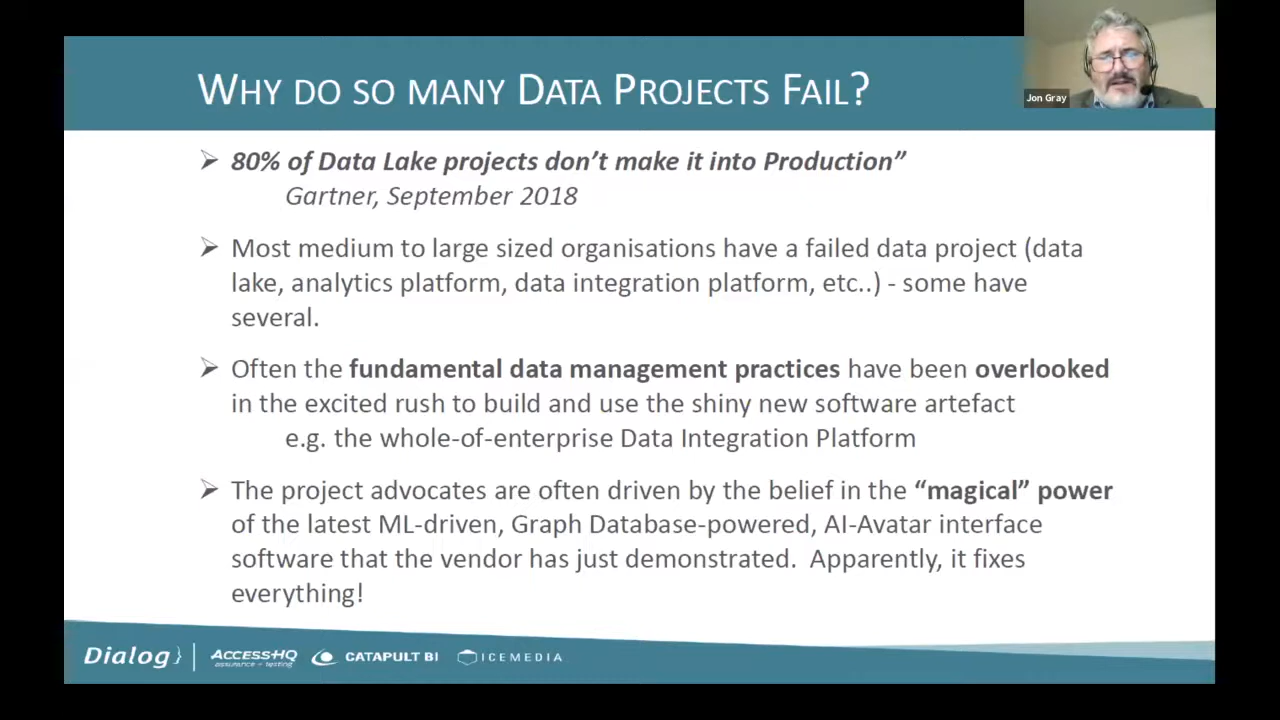 WHY DO SO MANY DATA PROJECTS FAIL?
Jon Gray
80% of Data Lake projects don’t make it into Production”
Gartner, September 2018
Most medium to large sized organisations have a failed data project (data
lake, analytics platform, data integration platform, etc..) - some have
several.
Often the fundamental data management practices have been overlooked
in the excited rush to build and use the shiny new software artefact
e.g. the whole-of-enterprise Data Integration Platform
The project advocates are often driven by the belief in the “magical” power
of the latest ML-driven, Graph Database-powered, AI-Avatar interface
software that the vendor has just demonstrated.  Apparently, it fixes
everything!
Dialog
ACCESSHQ
assurance + testing
CATAPULT BI
ICEMEDIA